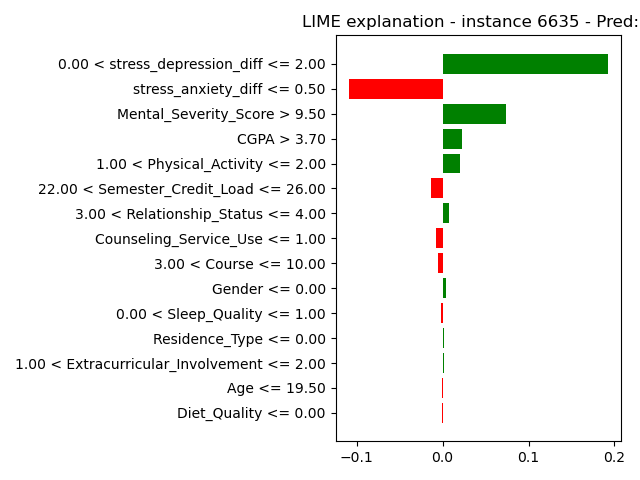 LIME explanation - instance 6635 - Pred:
0.00 < stress_depression_diff <= 2.00
stress_anxiety_diff <= 0.50
Mental_Severity_Score > 9.50
CGPA > 3.70
1.00 < Physical_Activity <= 2.00
22.00 < Semester_Credit_Load <= 26.00
3.00 < Relationship_Status <= 4.00
Counseling_Service_Use <= 1.00
3.00 < Course <= 10.00
Gender <= 0.00
0.00 < Sleep_Quality <= 1.00
Residence_Type <= 0.00
1.00 < Extracurricular_Involvement <= 2.00
Age <= 19.50
Diet_Quality <= 0.00
−0.1 0.0 0.1 0.2